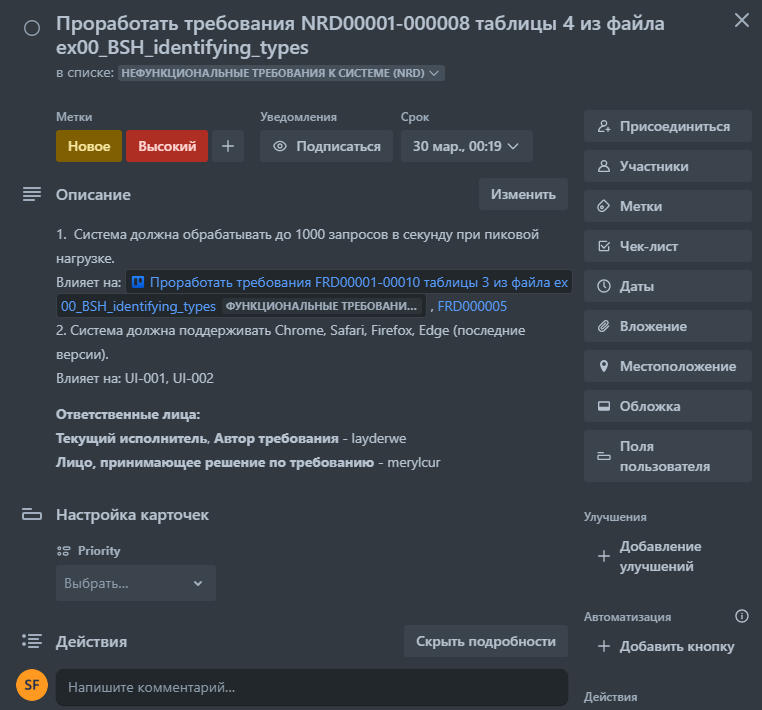 Проработать требования NRD00001-000008 таблицы 4 из файла
ex00_BSH_identifying_types
в списке: НЕФУНКЦИОНАЛЬНЫЕ ТРЕБОВАНИЯ К СИСТЕМЕ (NRD)
Метки
Уведомления
Срок
Новое
Высокий
+
Подписаться
30 мар., 00:19
Описание
Изменить
1. Система должна обрабатывать до 1000 запросов в секунду при пиковой
нагрузке.
Влияет на: Проработать требования FRD00001-00010 таблицы 3 из файла ex
00_BSH_identifying_types ФУНКЦИОНАЛЬНЫЕ ТРЕБОВАНИ... , FRD000005
2. Система должна поддерживать Chrome, Safari, Firefox, Edge (последние
версии).
Влияет на: UI-001, UI-002
Ответственные лица:
Текущий исполнитель, Автор требования - layderwe
Лицо, принимающее решение по требованию - merylcur
Настройка карточек
Priority
Выбрать...
Действия
Скрыть подробности
SF
Напишите комментарий...
Присоединиться
Участники
Метки
Чек-лист
Даты
Вложение
Местоположение
Обложка
Поля
пользователя
Улучшения
+ Добавление
улучшений
Автоматизация
+ Добавить кнопку
Действия